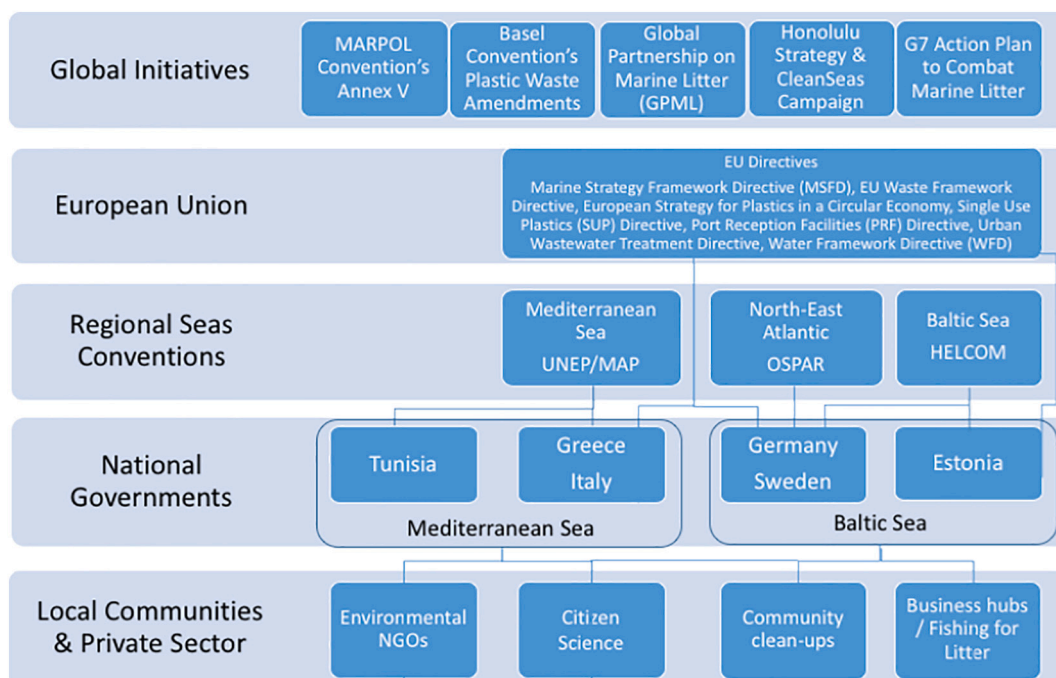 Global Initiatives
MARPOL
Convention's
Annex V
Basel
Convention's
Plastic Waste
Amendments
Global
Partnership on
Marine Litter
(GPML)
Honolulu
Strategy &
CleanSeas
Campaign
G7 Action Plan
to Combat
Marine Litter
European Union
EU Directives
Marine Strategy Framework Directive (MSFD), EU Waste Framework
Directive, European Strategy for Plastics in a Circular Economy, Single Use
Plastics (SUP) Directive, Port Reception Facilities (PRF) Directive, Urban
Wastewater Treatment Directive, Water Framework Directive (WFD)
Regional Seas
Conventions
Mediterranean
Sea
UNEP/MAP
North-East
Atlantic
OSPAR
Baltic Sea
HELCOM
National
Governments
Tunisia
Greece
Italy
Mediterranean Sea
Germany
Sweden
Estonia
Baltic Sea
Local Communities
& Private Sector
Environmental
NGOs
Citizen
Science
Community
clean-ups
Business hubs
/ Fishing for
Litter